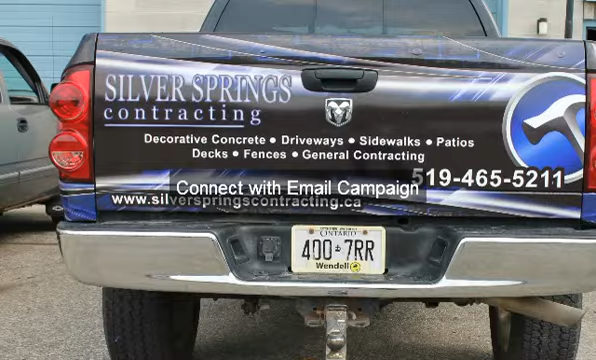 SILVER SPRINGS
contracting
Decorative Concrete • Driveways • Sidewalks • Patios
Decks • Fences • General Contracting
519-465-5211
Connect with Email Campaign
www.silverspringscontracting.ca
ONTARIO
400 7RR
Wendell